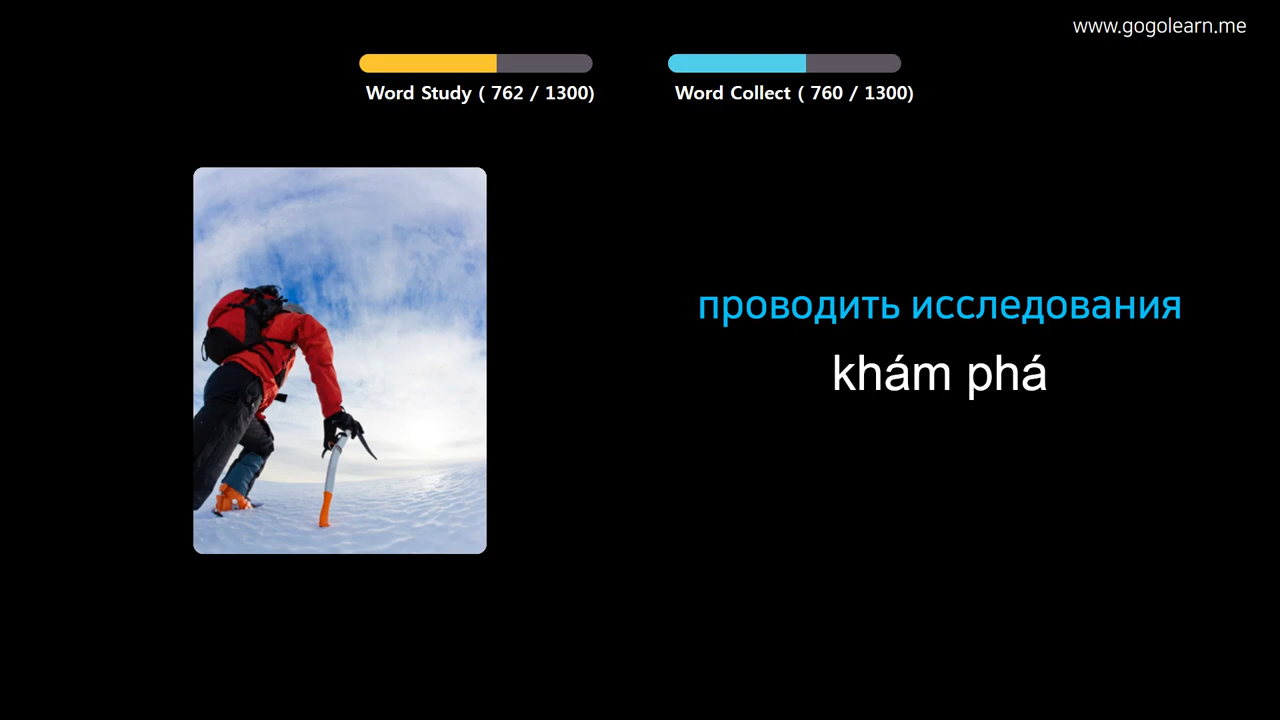 www.gogolearn.me
Word Study ( 762 / 1300)
Word Collect ( 760 / 1300)
проводить исследования
khám phá